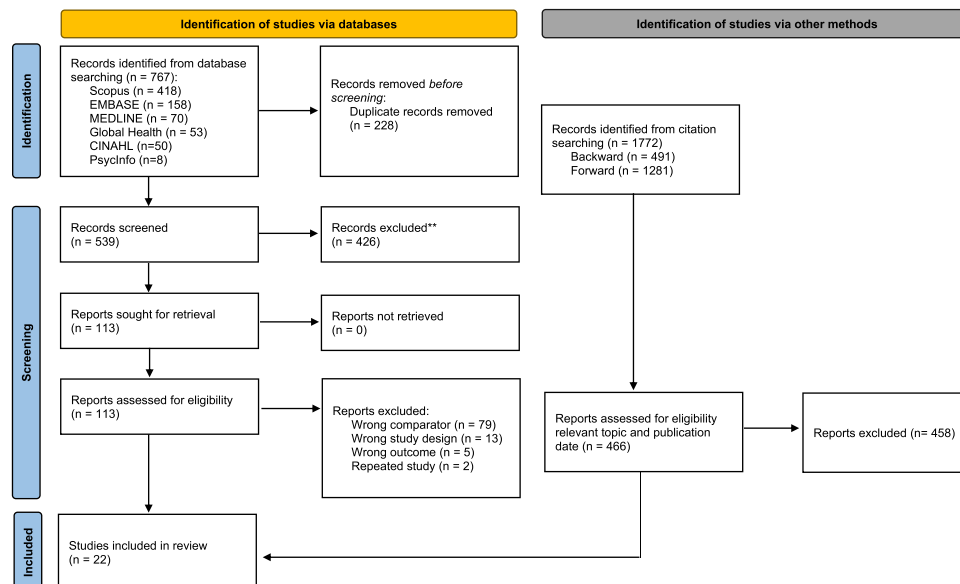 Identification of studies via databases
Identification of studies via other methods
Identification
Records identified from database
searching (n = 767):
Scopus (n = 418)
EMBASE (n = 158)
MEDLINE (n = 70)
Global Health (n = 53)
CINAHL (n=50)
PsycInfo (n=8)
Records removed before
screening:
Duplicate records removed
(n = 228)
Records identified from citation
searching (n = 1772)
Backward (n = 491)
Forward (n = 1281)
Screening
Records screened
(n = 539)
Records excluded**
(n = 426)
Reports sought for retrieval
(n = 113)
Reports not retrieved
(n = 0)
Reports assessed for eligibility
(n = 113)
Reports excluded:
Wrong comparator (n = 79)
Wrong study design (n = 13)
Wrong outcome (n = 5)
Repeated study (n = 2)
Reports assessed for eligibility
relevant topic and publication
date (n = 466)
Reports excluded (n= 458)
Included
Studies included in review
(n = 22)